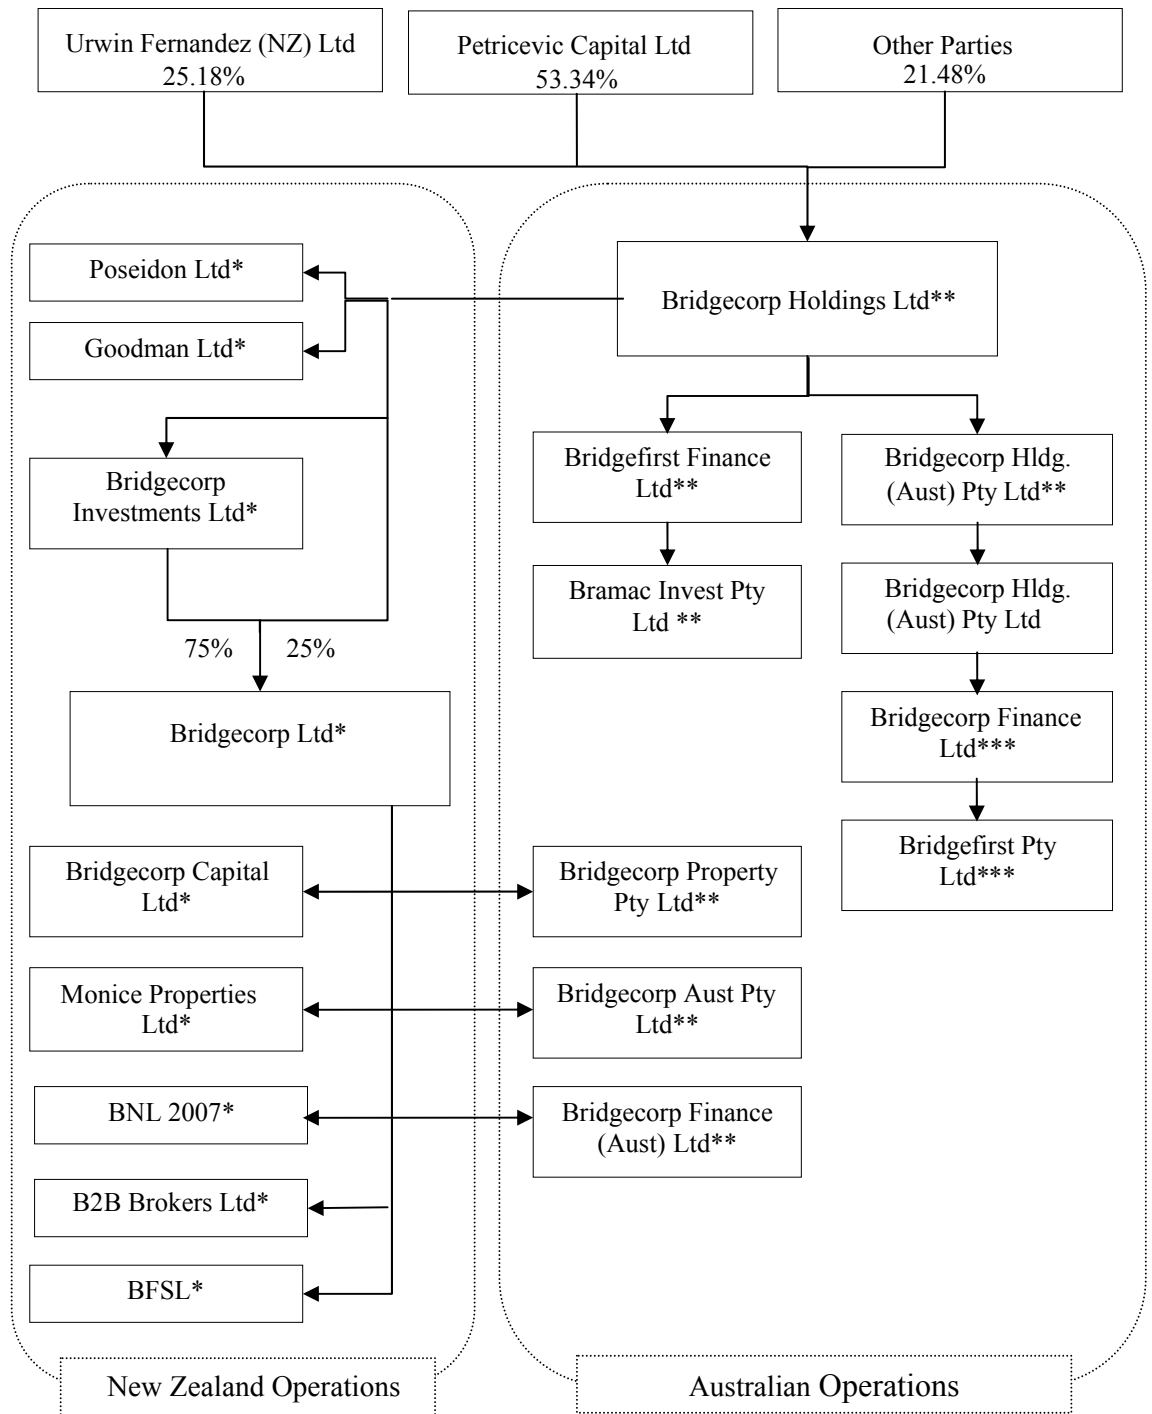 Urwin Fernandez (NZ) Ltd
25.18%
Petricevic Capital Ltd
53.34%
Other Parties
21.48%
Poseidon Ltd*
Goodman Ltd*
Bridgecorp
Investments Ltd*
75%
25%
Bridgecorp Ltd*
Bridgecorp Capital
Ltd*
Monice Properties
Ltd*
BNL 2007*
B2B Brokers Ltd*
BFSL*
New Zealand Operations
Bridgecorp Holdings Ltd**
Bridgefirst Finance
Ltd**
Bramac Invest Pty
Ltd **
Bridgecorp Hldg.
(Aust) Pty Ltd**
Bridgecorp Hldg.
(Aust) Pty Ltd
Bridgecorp Finance
Ltd***
Bridgefirst Pty
Ltd***
Bridgecorp Property
Pty Ltd**
Bridgecorp Aust Pty
Ltd**
Bridgecorp Finance
(Aust) Ltd**
Australian Operations